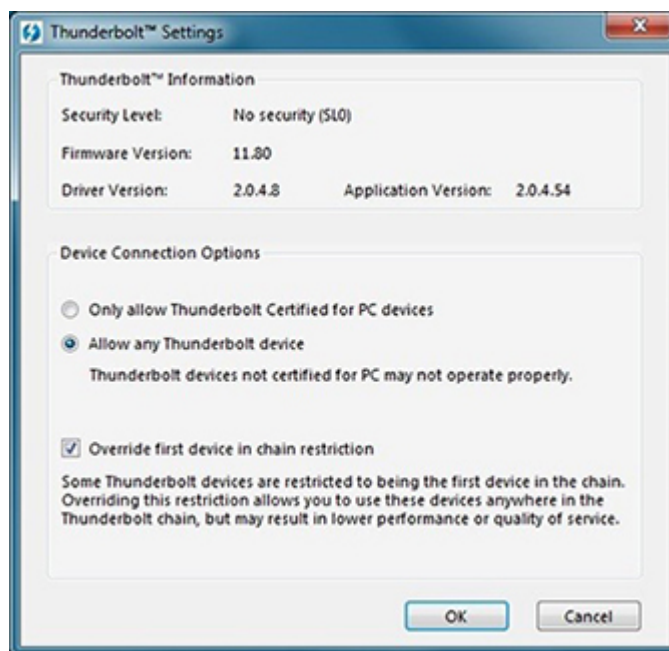 Thunderbolt™ Settings
Thunderbolt™ Information
Security Level: No security (SL0)
Firmware Version: 11.80
Driver Version: 2.0.4.8 Application Version: 2.0.4.54
Device Connection Options
Only allow Thunderbolt Certified for PC devices
Allow any Thunderbolt device
Thunderbolt devices not certified for PC may not operate properly.
Override first device in chain restriction
Some Thunderbolt devices are restricted to being the first device in the chain.
Overriding this restriction allows you to use these devices anywhere in the
Thunderbolt chain, but may result in lower performance or quality of service.
OK Cancel